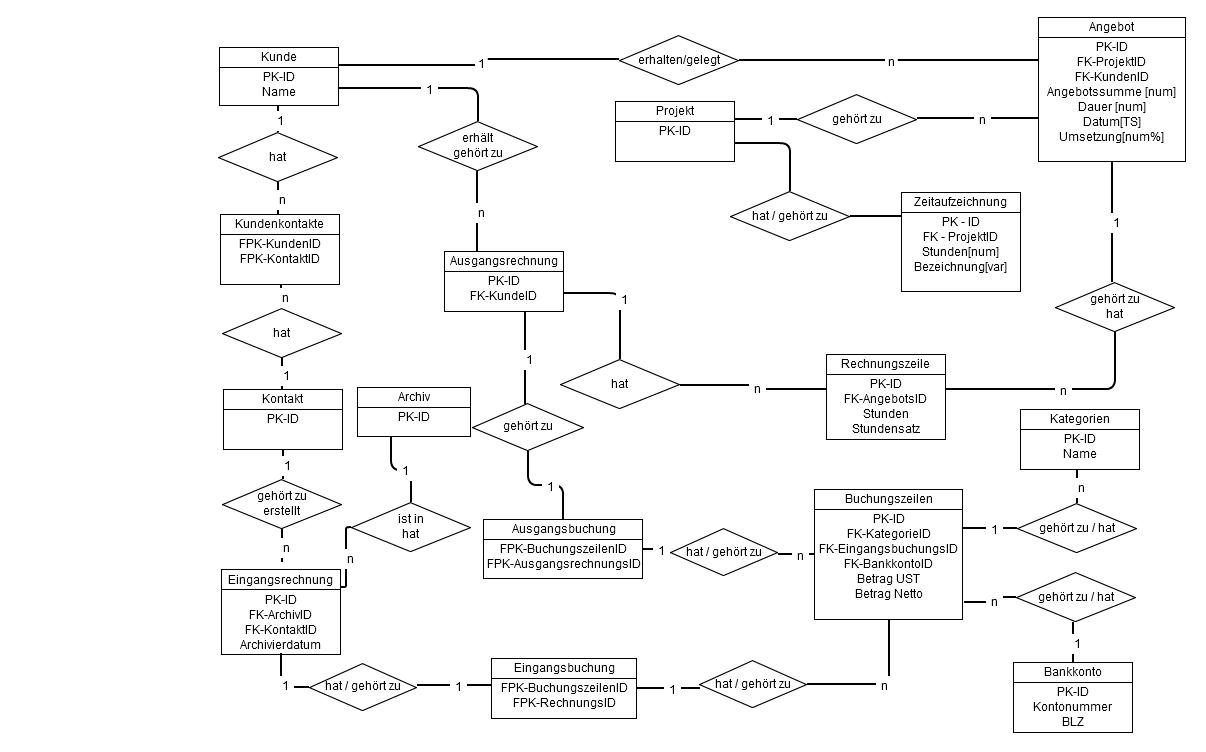 Kunde
PK-ID
Name
1
erhalten/gelegt
n
Angebot
PK-ID
FK-ProjektID
FK-KundenID
Angebotssumme [num]
Dauer [num]
Datum[TS]
Umsetzung[num%]
1
erhält
gehört zu
n
Projekt
PK-ID
1
gehört zu
n
1
hat
n
hat / gehört zu
Zeitaufzeichnung
PK - ID
FK - ProjektID
Stunden[num]
Bezeichnung[var]
Kundenkontakte
FPK-KundenID
FPK-KontaktID
n
hat
1
Ausgangsrechnung
PK-ID
FK-KundeID
1
hat
n
1
gehört zu
hat
n
Rechnungszeile
PK-ID
FK-AngebotsID
Stunden
Stundensatz
1
gehört zu
1
Kontakt
PK-ID
Archiv
PK-ID
1
ist in
hat
n
1
gehört zu
erstellt
n
Kategorien
PK-ID
Name
n
gehört zu / hat
1
Buchungszeilen
PK-ID
FK-KategorieID
FK-EingangsbuchungsID
FK-BankkontoID
Betrag UST
Betrag Netto
Ausgangsbuchung
FPK-BuchungszeilenID
FPK-AusgangsrechnungsID
1
hat / gehört zu
n
n
gehört zu / hat
1
Eingangsrechnung
PK-ID
FK-ArchivID
FK-KontaktID
Archivierdatum
1
hat / gehört zu
1
Eingangsbuchung
FPK-BuchungszeilenID
FPK-RechnungsID
1
hat / gehört zu
n
Bankkonto
PK-ID
Kontonummer
BLZ